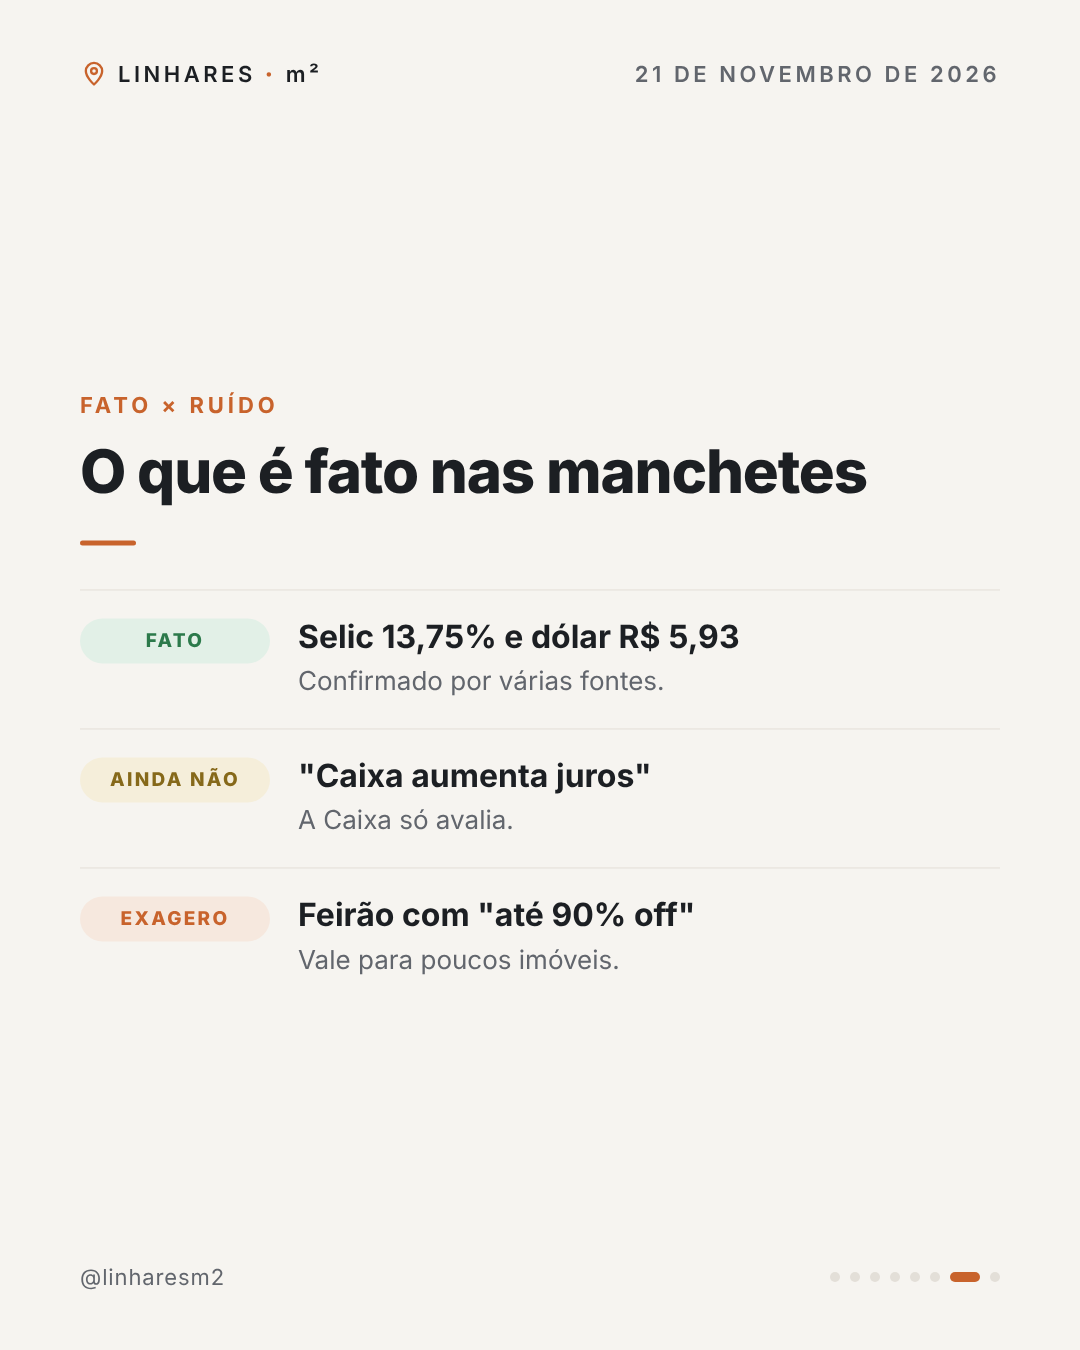 LINHARES · m²
21 DE NOVEMBRO DE 2026
FATO × RUÍDO
O que é fato nas manchetes
FATO
Selic 13,75% e dólar R$ 5,93
Confirmado por várias fontes.
AINDA NÃO
"Caixa aumenta juros"
A Caixa só avalia.
EXAGERO
Feirão com "até 90% off"
Vale para poucos imóveis.
@linharesm2